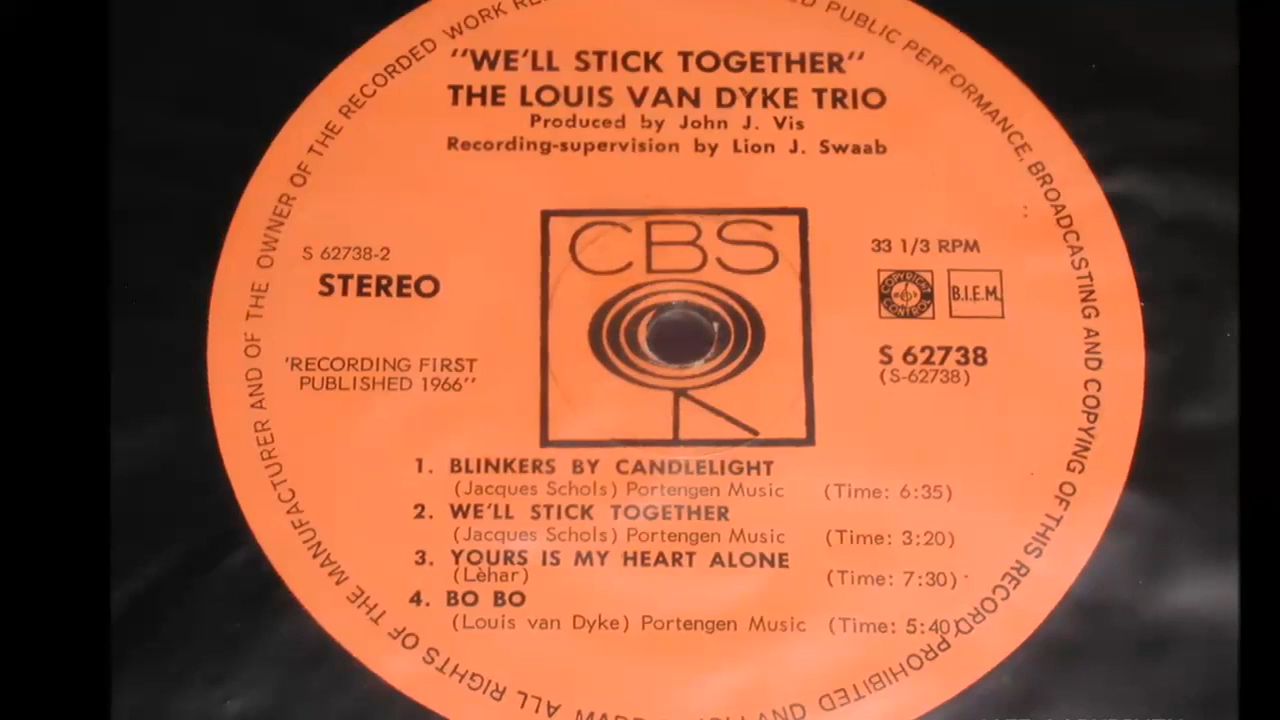 "WE'LL STICK TOGETHER"
THE LOUIS VAN DYKE TRIO
Produced by John J. Vis
Recording-supervision by Lion J. Swaab
CBS
S 62738-2
STEREO
'RECORDING FIRST
PUBLISHED 1966"
33 1/3 RPM
COPYRIGHT CONTROL
B.I.E.M.
S 62738
(S-62738)
1. BLINKERS BY CANDLELIGHT
(Jacques Schols) Portengen Music (Time: 6:35)
2. WE'LL STICK TOGETHER
(Jacques Schols) Portengen Music (Time: 3:20)
3. YOURS IS MY HEART ALONE
(Lèhar) (Time: 7:30)
4. BO BO
(Louis van Dyke) Portengen Music (Time: 5:40)
ALL RIGHTS OF THE MANUFACTURER AND OF THE OWNER OF THE RECORDED WORK
PUBLIC PERFORMANCE, BROADCASTING AND COPYING OF THIS RECORD PROHIBITED